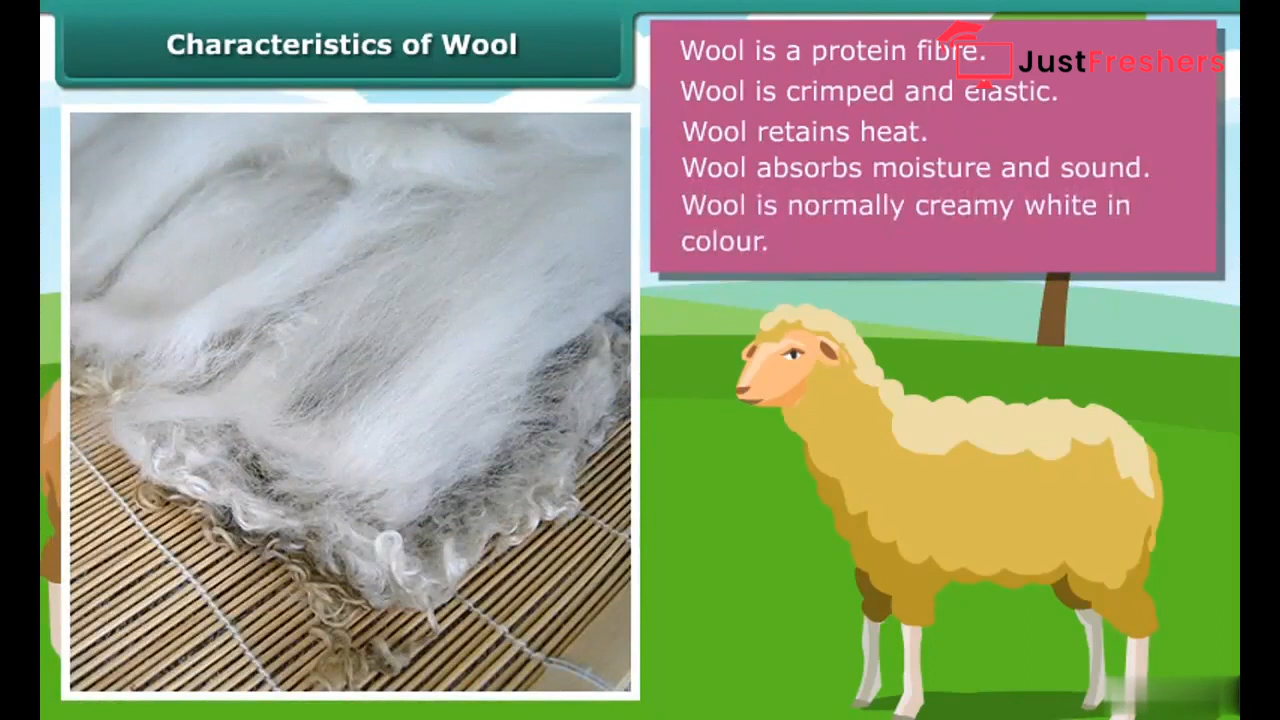 Characteristics of Wool
Wool is a protein fibre.
JustFreshers
Wool is crimped and elastic.
Wool retains heat.
Wool absorbs moisture and sound.
Wool is normally creamy white in
colour.